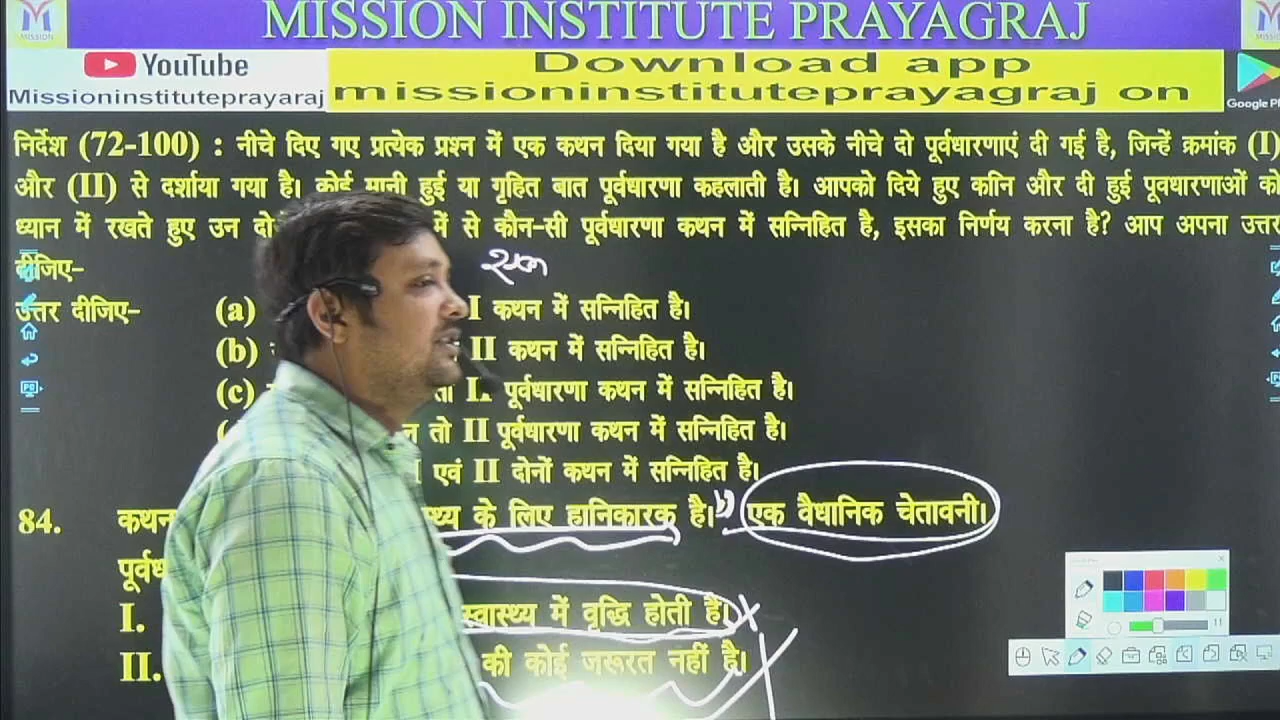 MISSION INSTITUTE PRAYAGRAJ
MISSION
YouTube
Download app
Missioninstituteprayaraj
missioninstituteprayagraj on
Google P
निर्देश (72-100) : नीचे दिए गए प्रत्येक प्रश्न में एक कथन दिया गया है और उसके नीचे दो पूर्वधारणाएं दी गई है, जिन्हें क्रमांक (I)
और (II) से दर्शाया गया है। कोई मानी हुई या गृहित बात पूर्वधारणा कहलाती है। आपको दिये हुए कानि और दी हुई पूवधारणाओं को
ध्यान में रखते हुए उन में से कौन-सी पूर्वधारणा कथन में सन्निहित है, इसका निर्णय करना है? आप अपना उत्तर
दीजिए-
उत्तर दीजिए- (a) I कथन में सन्निहित है।
(b) II कथन में सन्निहित है।
(c) I. पूर्वधारणा कथन में सन्निहित है।
तो II पूर्वधारणा कथन में सन्निहित है।
I एवं II दोनों कथन में सन्निहित है।
84. कथन के लिए हानिकारक है।" एक वैधानिक चेतावनी।
I. स्वास्थ्य में वृद्धि होती है।
II. की कोई जरूरत नहीं है।
11